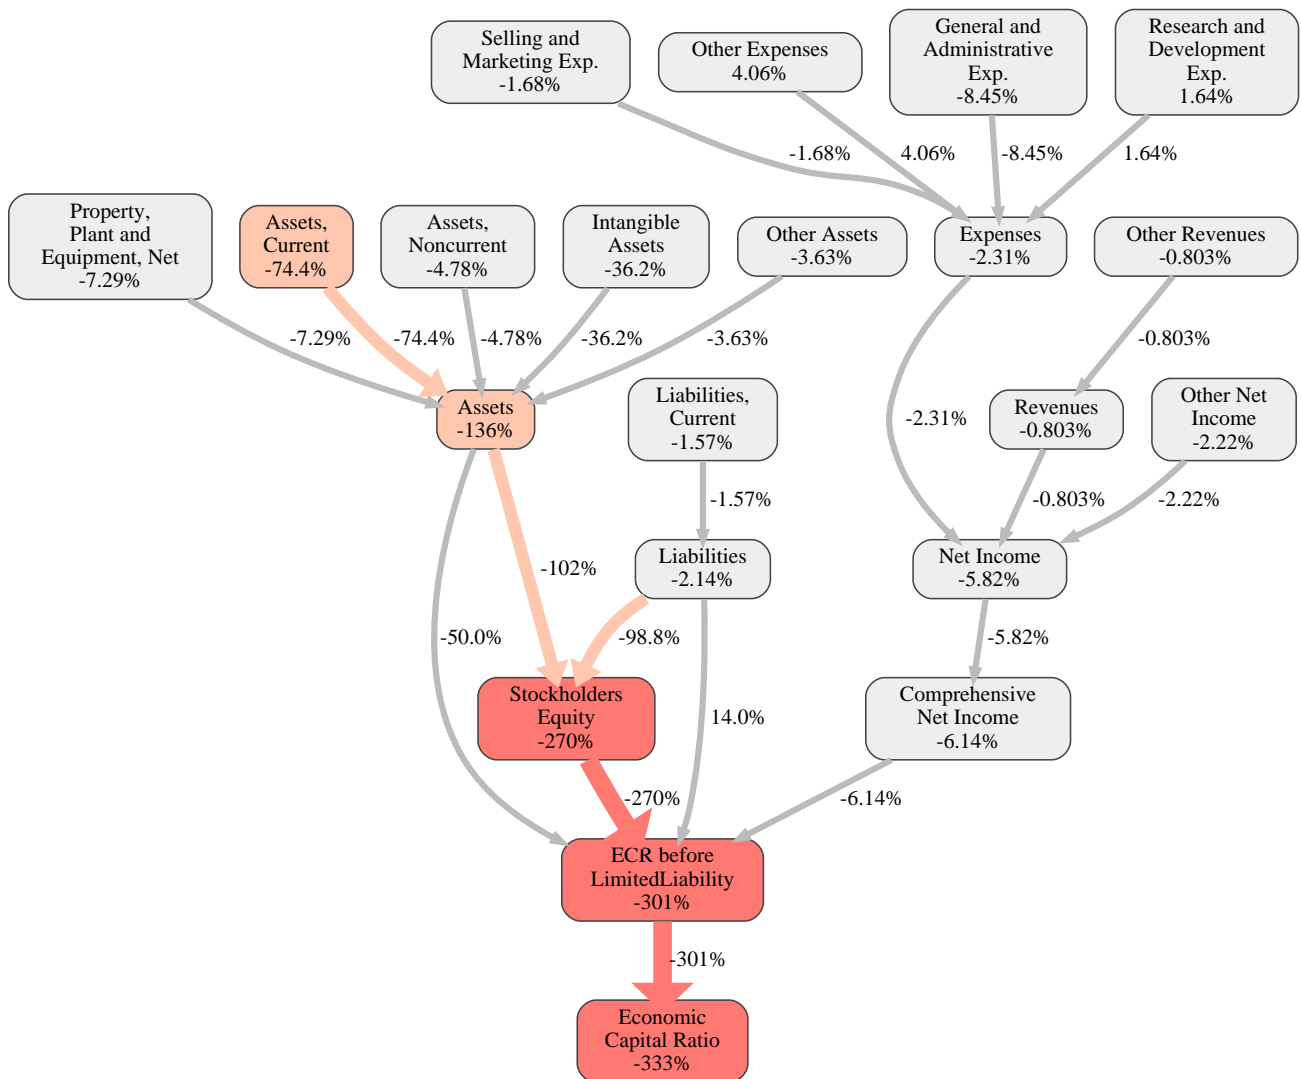 Selling and
Marketing Exp.
-1.68%
Other Expenses
4.06%
General and
Administrative
Exp.
-8.45%
Research and
Development
Exp.
1.64%
-1.68%
4.06%
-8.45%
1.64%
Property,
Plant and
Equipment, Net
-7.29%
Assets,
Current
-74.4%
Assets,
Noncurrent
-4.78%
Intangible
Assets
-36.2%
Other Assets
-3.63%
Expenses
-2.31%
Other Revenues
-0.803%
-7.29%
-74.4%
-4.78%
-36.2%
-3.63%
-0.803%
Assets
-136%
Liabilities,
Current
-1.57%
-2.31%
Revenues
-0.803%
Other Net
Income
-2.22%
-1.57%
-0.803%
-2.22%
-102%
Liabilities
-2.14%
Net Income
-5.82%
-50.0%
-98.8%
-5.82%
Stockholders
Equity
-270%
14.0%
Comprehensive
Net Income
-6.14%
-270%
-6.14%
ECR before
LimitedLiability
-301%
-301%
Economic
Capital Ratio
-333%